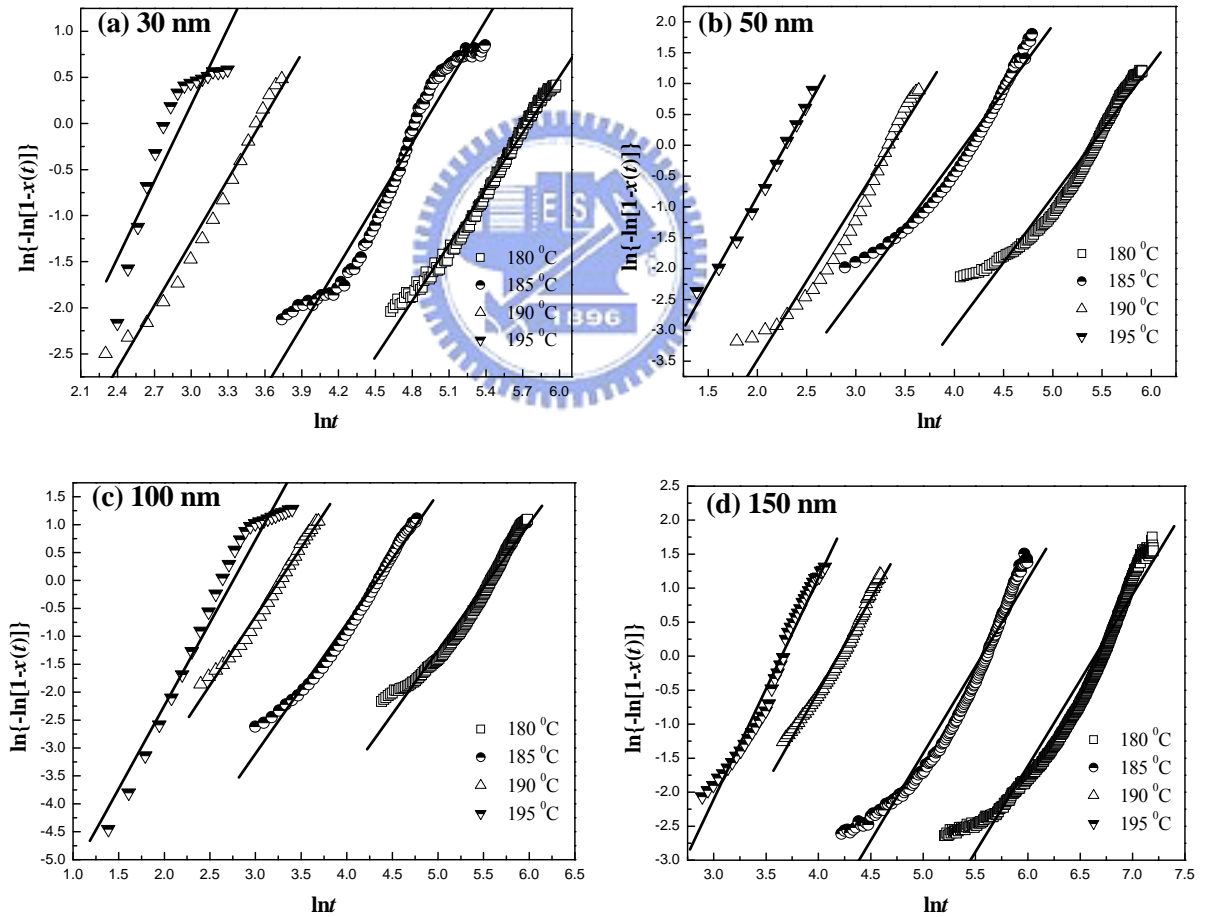 (a) 30 nm
ln{-ln[1-x(t)]}
1.0
0.5
0.0
-0.5
-1.0
-1.5
-2.0
-2.5
180 ⁰C
185 ⁰C
190 ⁰C
195 ⁰C
2.1 2.4 2.7 3.0 3.3 3.6 3.9 4.2 4.5 4.8 5.1 5.4 5.7 6.0
lnt
(b) 50 nm
ln{-ln[1-x(t)]}
2.0
1.5
1.0
0.5
0.0
-0.5
-1.0
-1.5
-2.0
-2.5
-3.0
-3.5
180 ⁰C
185 ⁰C
190 ⁰C
195 ⁰C
1.5 2.0 2.5 3.0 3.5 4.0 4.5 5.0 5.5 6.0
lnt
E S
1896
(c) 100 nm
ln{-ln[1-x(t)]}
1.5
1.0
0.5
0.0
-0.5
-1.0
-1.5
-2.0
-2.5
-3.0
-3.5
-4.0
-4.5
-5.0
180 ⁰C
185 ⁰C
190 ⁰C
195 ⁰C
1.0 1.5 2.0 2.5 3.0 3.5 4.0 4.5 5.0 5.5 6.0 6.5
lnt
(d) 150 nm
ln{-ln[1-x(t)]}
2.5
2.0
1.5
1.0
0.5
0.0
-0.5
-1.0
-1.5
-2.0
-2.5
-3.0
180 ⁰C
185 ⁰C
190 ⁰C
195 ⁰C
3.0 3.5 4.0 4.5 5.0 5.5 6.0 6.5 7.0 7.5
lnt